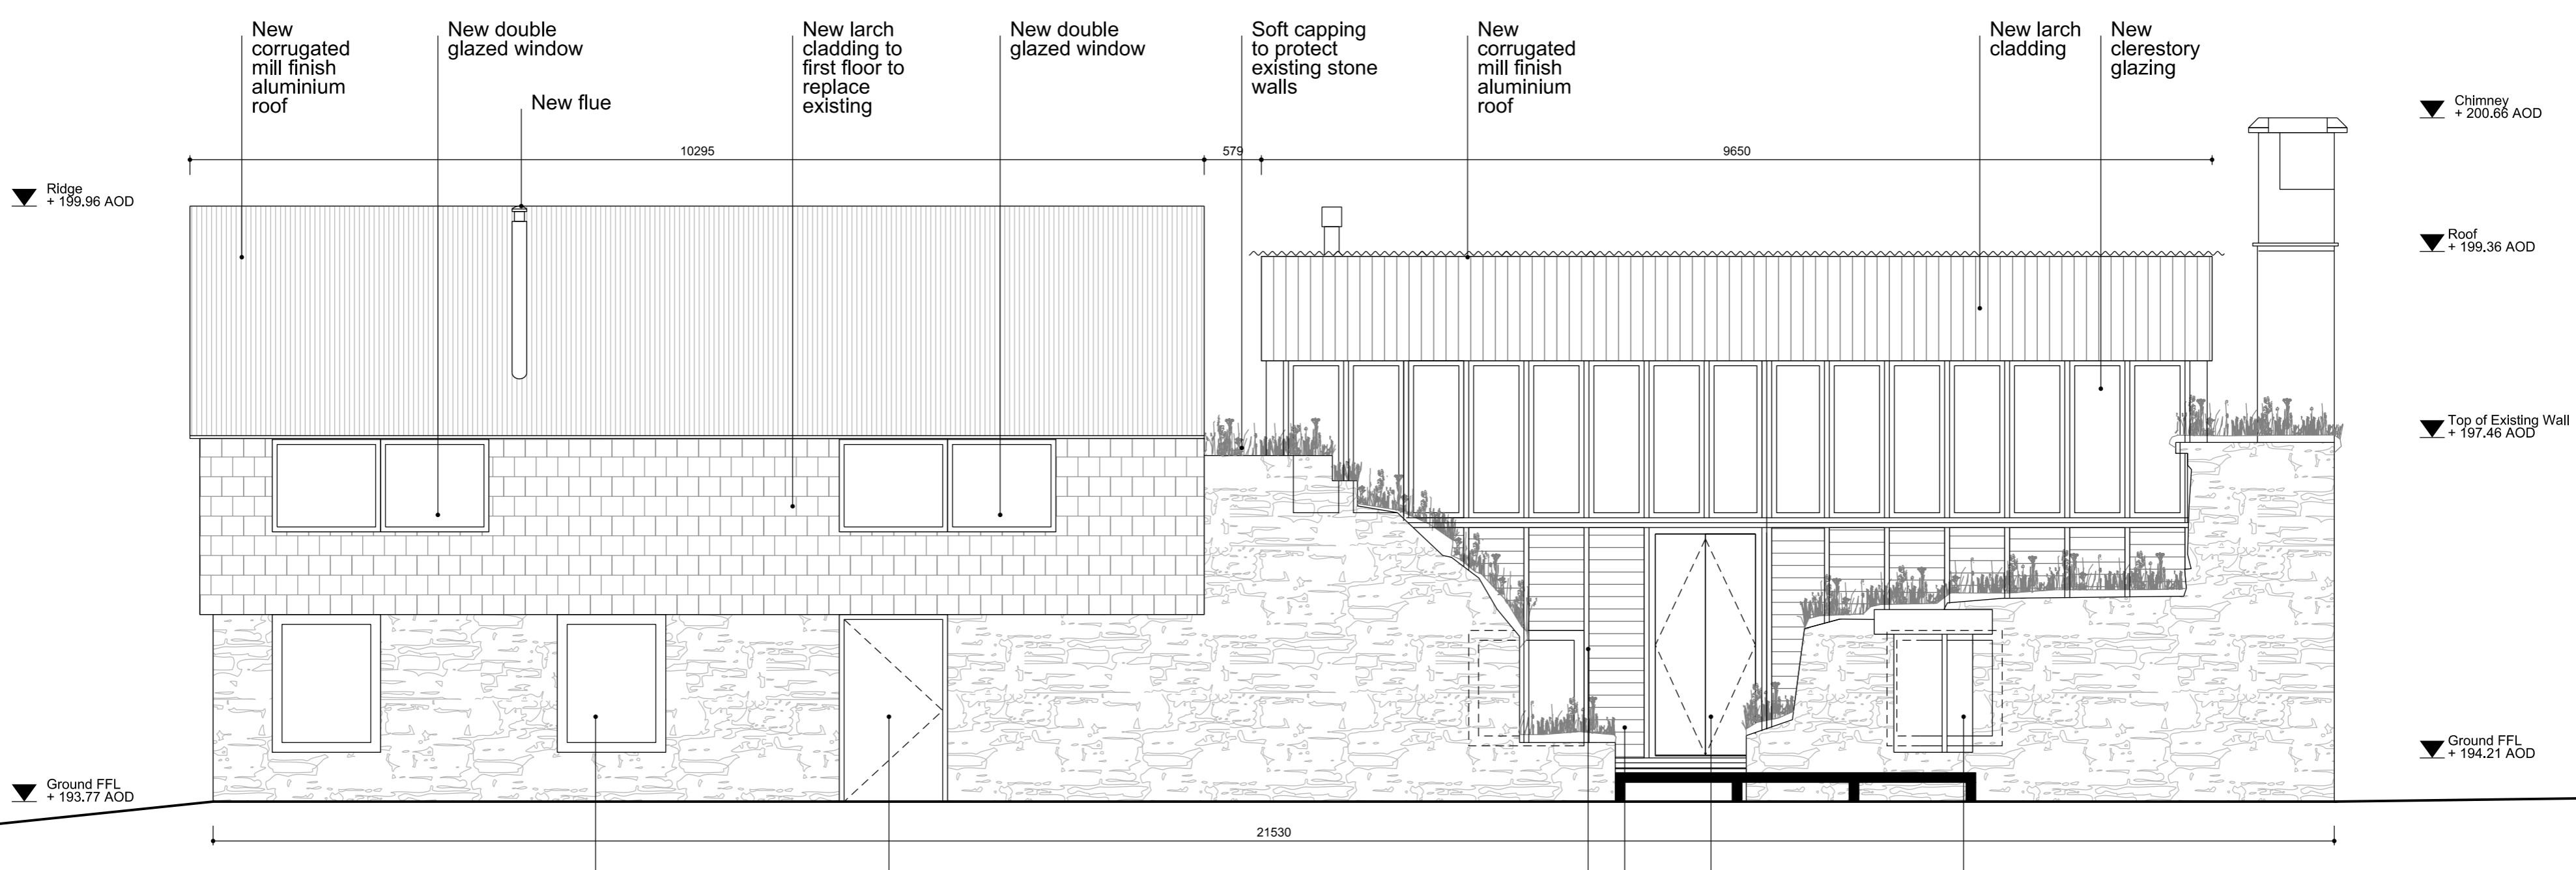 New
corrugated
mill finish
aluminium
roof
New double
glazed window
New flue
New larch
cladding to
first floor to
replace
existing
New double
glazed window
Soft capping
to protect
existing stone
walls
New
corrugated
mill finish
aluminium
roof
New larch
cladding
New
clerestory
glazing
Chimney
+ 200.66 AOD
10295
579
9650
Ridge
+ 199.96 AOD
Roof
+ 199.36 AOD
Top of Existing Wall
+ 197.46 AOD
Ground FFL
+ 194.21 AOD
Ground FFL
+ 193.77 AOD
21530